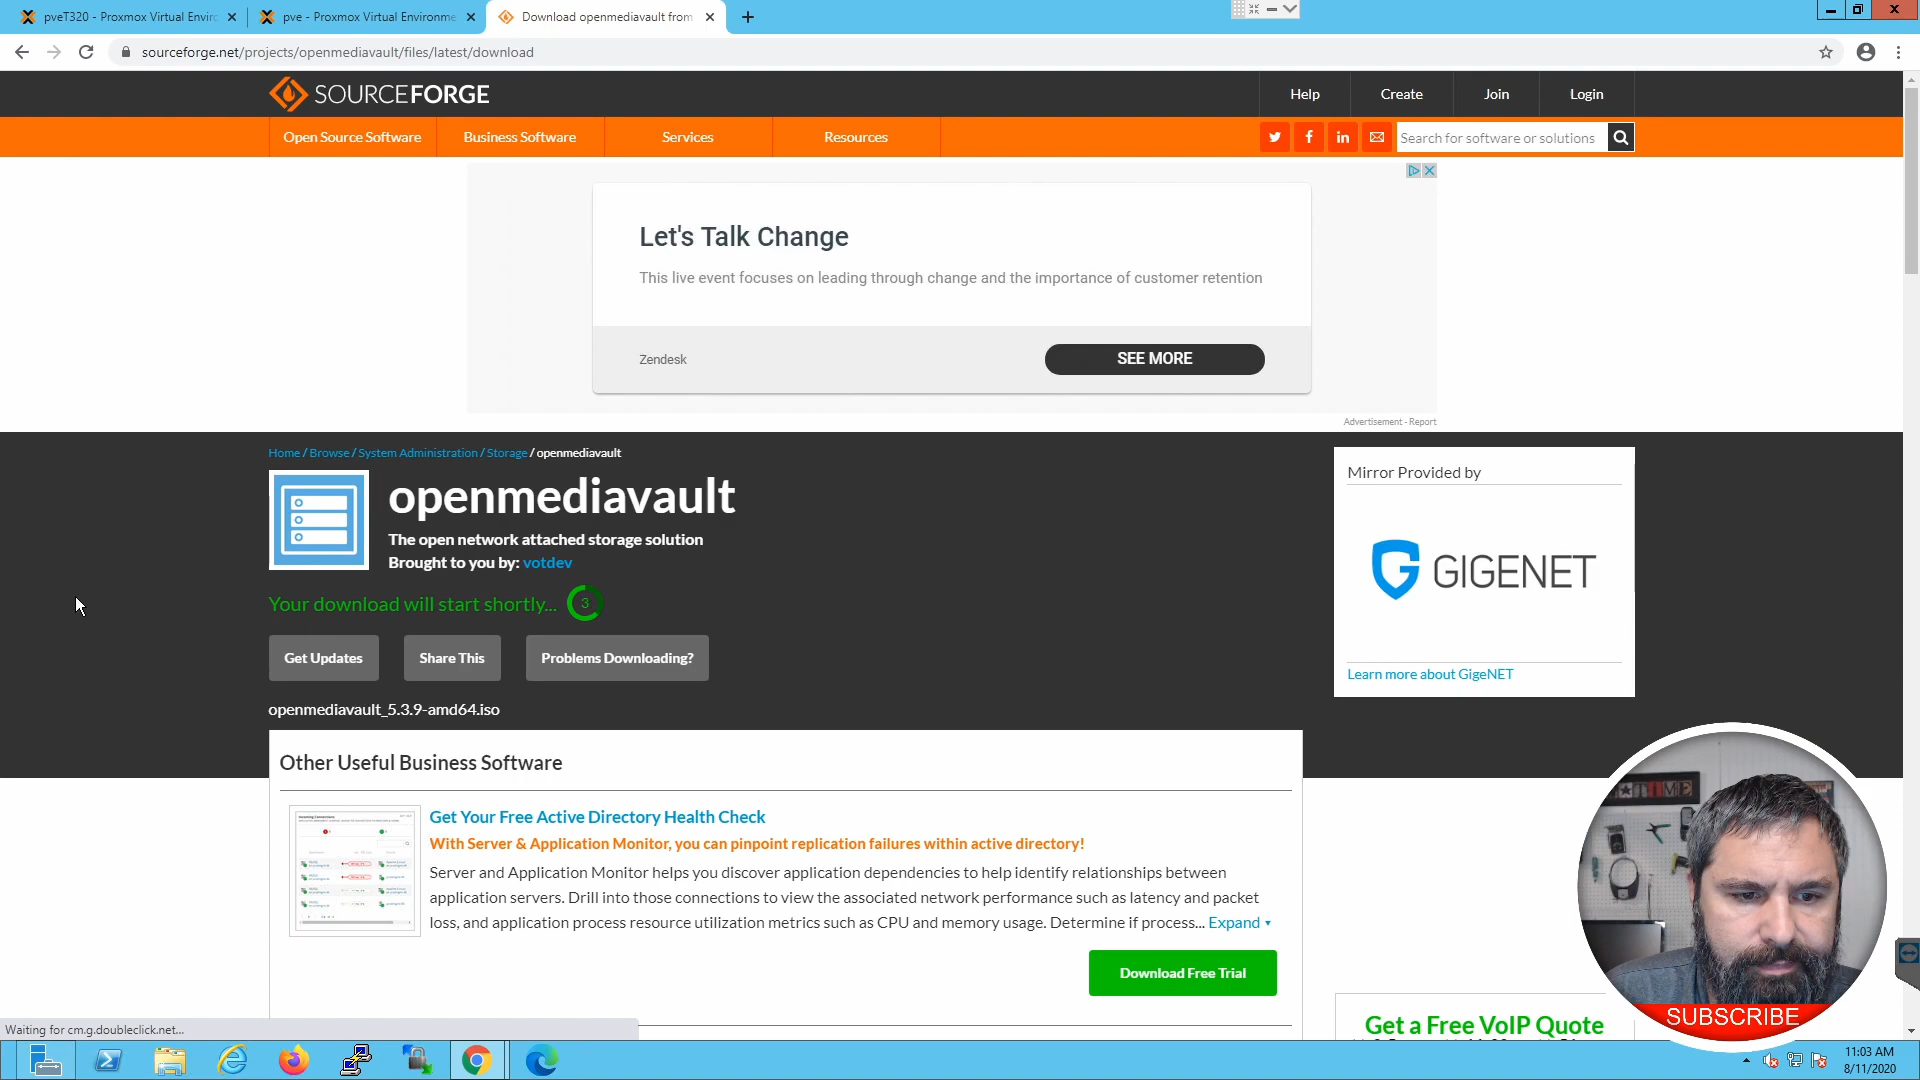 pveT320 - Proxmox Virtual Enviro
pve - Proxmox Virtual Environme
Download openmediavault from
sourceforge.net/projects/openmediavault/files/latest/download
SOURCEFORGE
Help
Create
Join
Login
Open Source Software
Business Software
Services
Resources
Search for software or solutions
Let's Talk Change
This live event focuses on leading through change and the importance of customer retention
Zendesk
SEE MORE
Advertisement - Report
Home / Browse / System Administration / Storage / openmediavault
openmediavault
The open network attached storage solution
Brought to you by: votdev
Your download will start shortly... 3
Get Updates
Share This
Problems Downloading?
openmediavault_5.3.9-amd64.iso
Mirror Provided by
GIGENET
Learn more about GigeNET
Other Useful Business Software
Get Your Free Active Directory Health Check
With Server & Application Monitor, you can pinpoint replication failures within active directory!
Server and Application Monitor helps you discover application dependencies to help identify relationships between
application servers. Drill into those connections to view the associated network performance such as latency and packet
loss, and application process resource utilization metrics such as CPU and memory usage. Determine if process... Expand
Download Free Trial
Get a Free VoIP Quote
SUBSCRIBE
Waiting for cm.g.doubleclick.net...
11:03 AM
8/11/2020